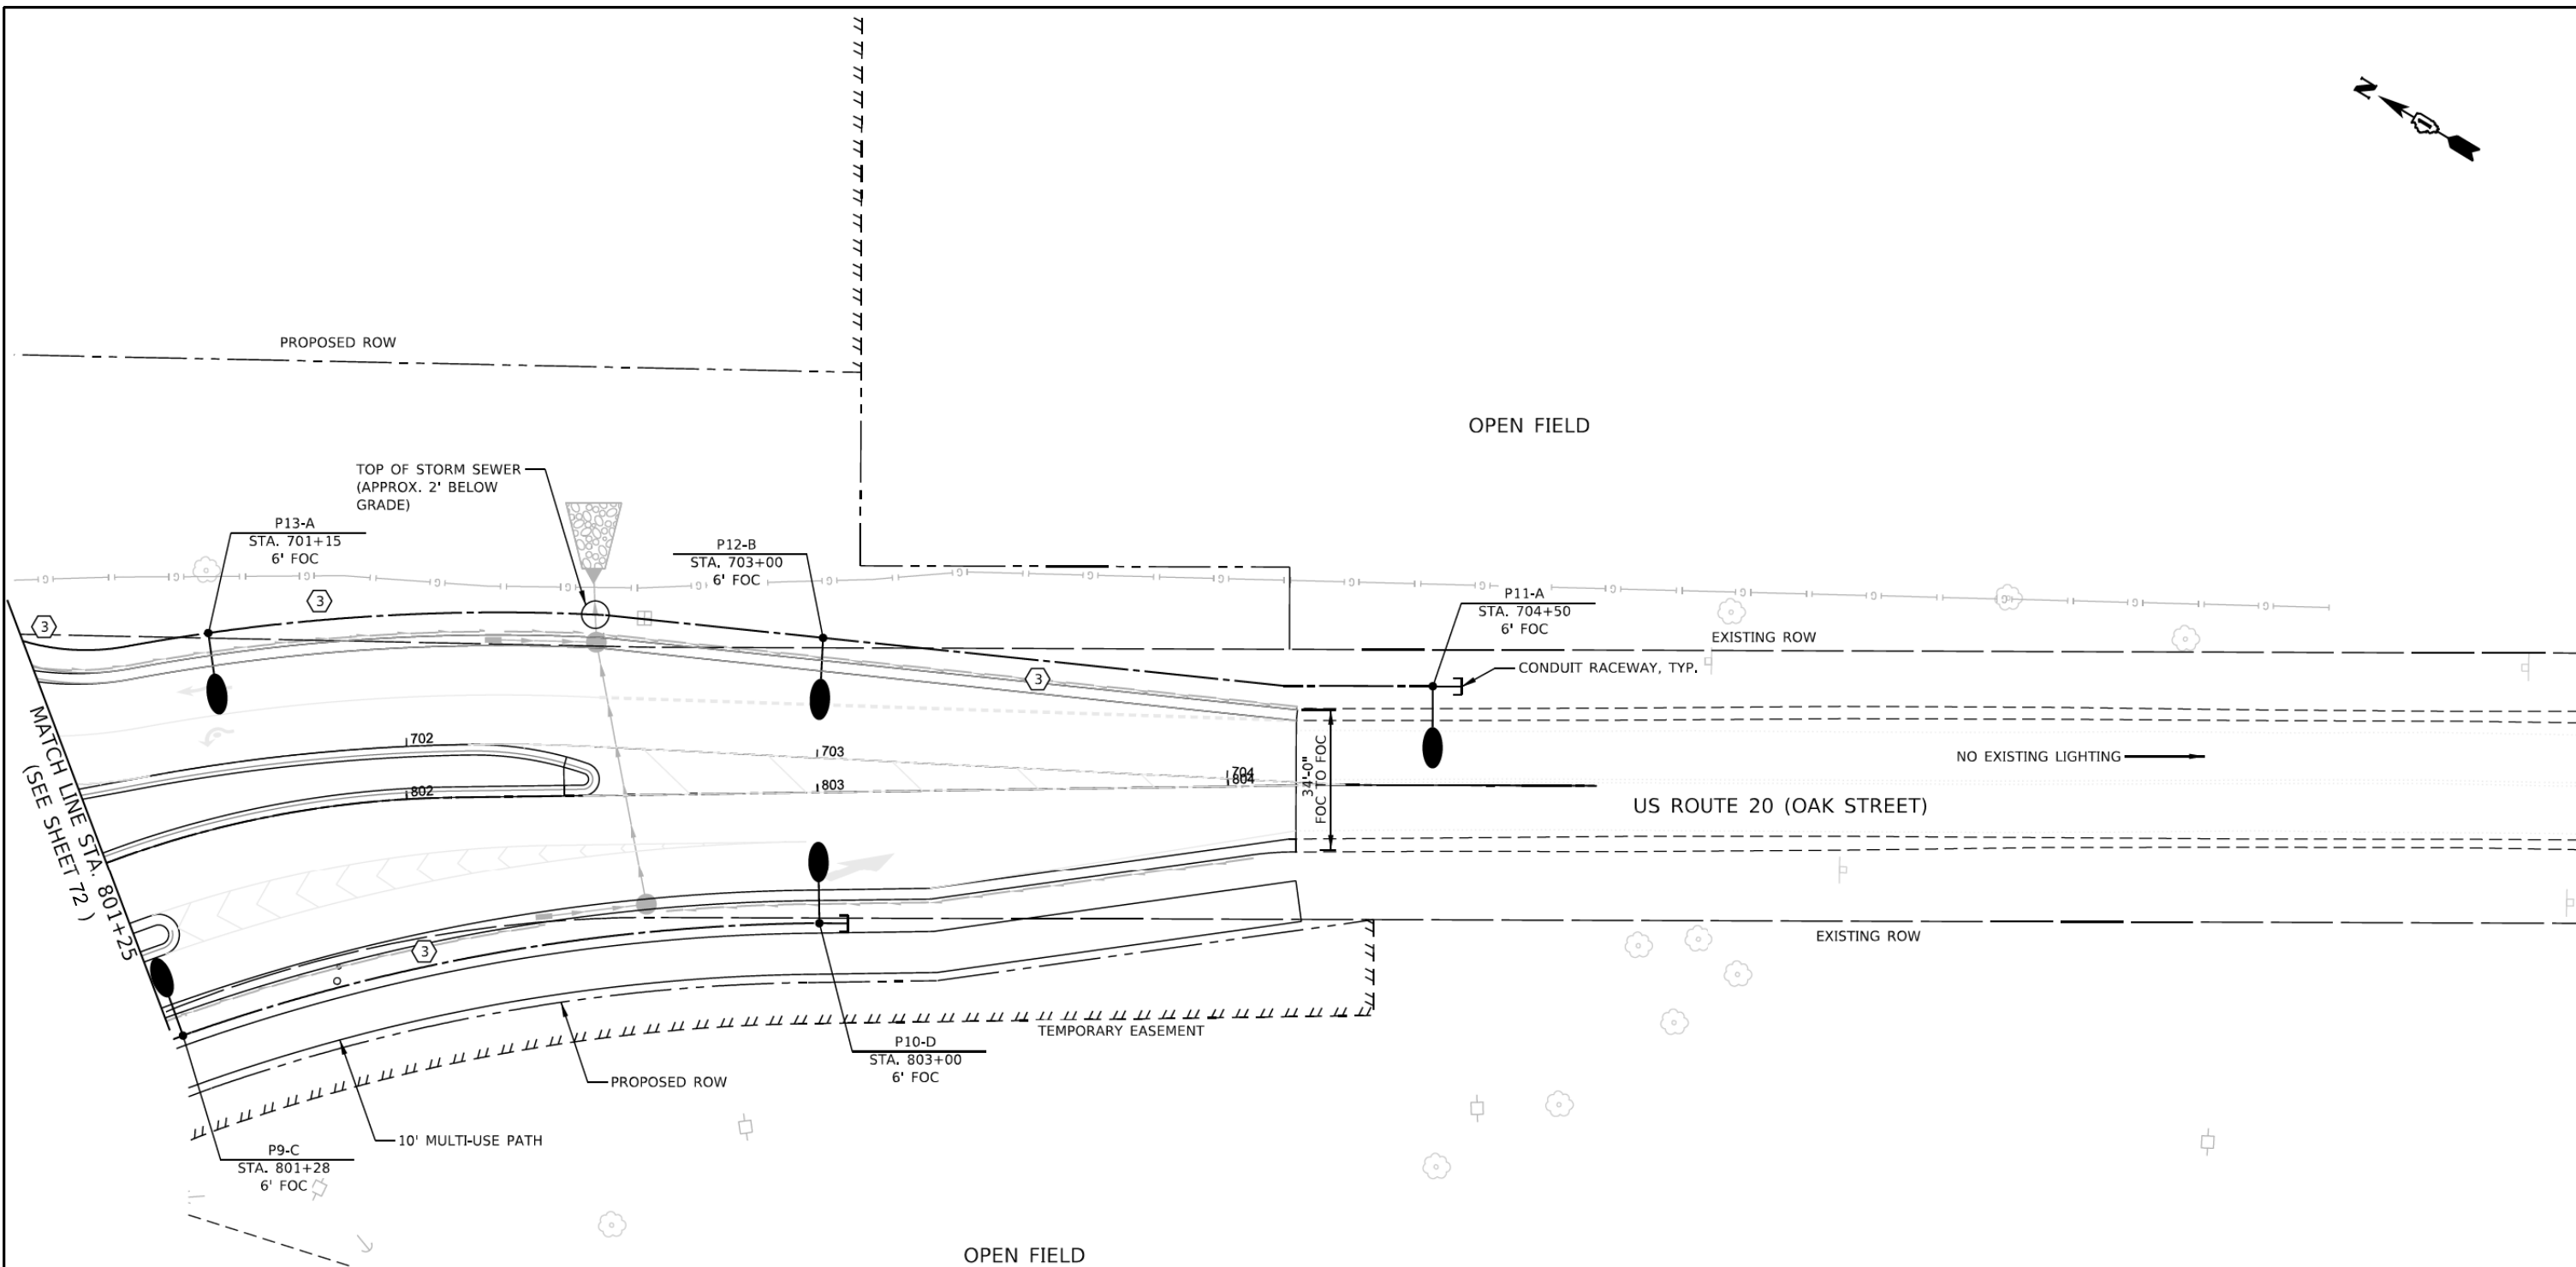 N
PROPOSED ROW
OPEN FIELD
TOP OF STORM SEWER
(APPROX. 2' BELOW
GRADE)
P13-A
STA. 701+15
6' FOC
P12-B
STA. 703+00
6' FOC
P11-A
STA. 704+50
6' FOC
3
3
EXISTING ROW
CONDUIT RACEWAY, TYP.
3
MATCH LINE STA. 801+25
(SEE SHEET 72 )
702
703
704
804
802
803
34'-0"
FOC TO FOC
NO EXISTING LIGHTING
US ROUTE 20 (OAK STREET)
3
EXISTING ROW
TEMPORARY EASEMENT
P10-D
STA. 803+00
6' FOC
PROPOSED ROW
10' MULTI-USE PATH
P9-C
STA. 801+28
6' FOC
OPEN FIELD